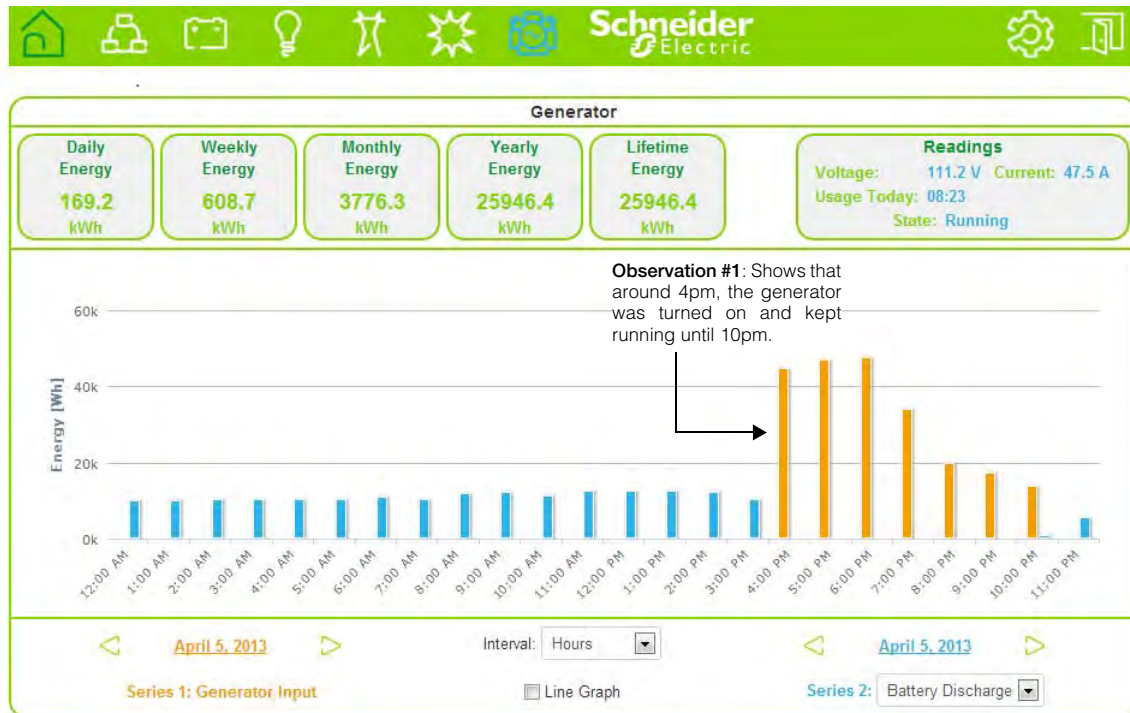 Schneider
Electric
Generator
Daily
Energy
169.2
kWh
Weekly
Energy
608.7
kWh
Monthly
Energy
3776.3
kWh
Yearly
Energy
25946.4
kWh
Lifetime
Energy
25946.4
kWh
Readings
Voltage: 111.2 V Current: 47.5 A
Usage Today: 08:23
State: Running
Observation #1: Shows that
around 4pm, the generator
was turned on and kept
running until 10pm.
Energy [Wh]
60k
40k
20k
0k
12:00 AM
1:00 AM
2:00 AM
3:00 AM
4:00 AM
5:00 AM
6:00 AM
7:00 AM
8:00 AM
9:00 AM
10:00 AM
11:00 AM
12:00 PM
1:00 PM
2:00 PM
3:00 PM
4:00 PM
5:00 PM
6:00 PM
7:00 PM
8:00 PM
9:00 PM
10:00 PM
11:00 PM
April 5, 2013
Interval: Hours
April 5, 2013
Series 1: Generator Input
Line Graph
Series 2: Battery Discharge